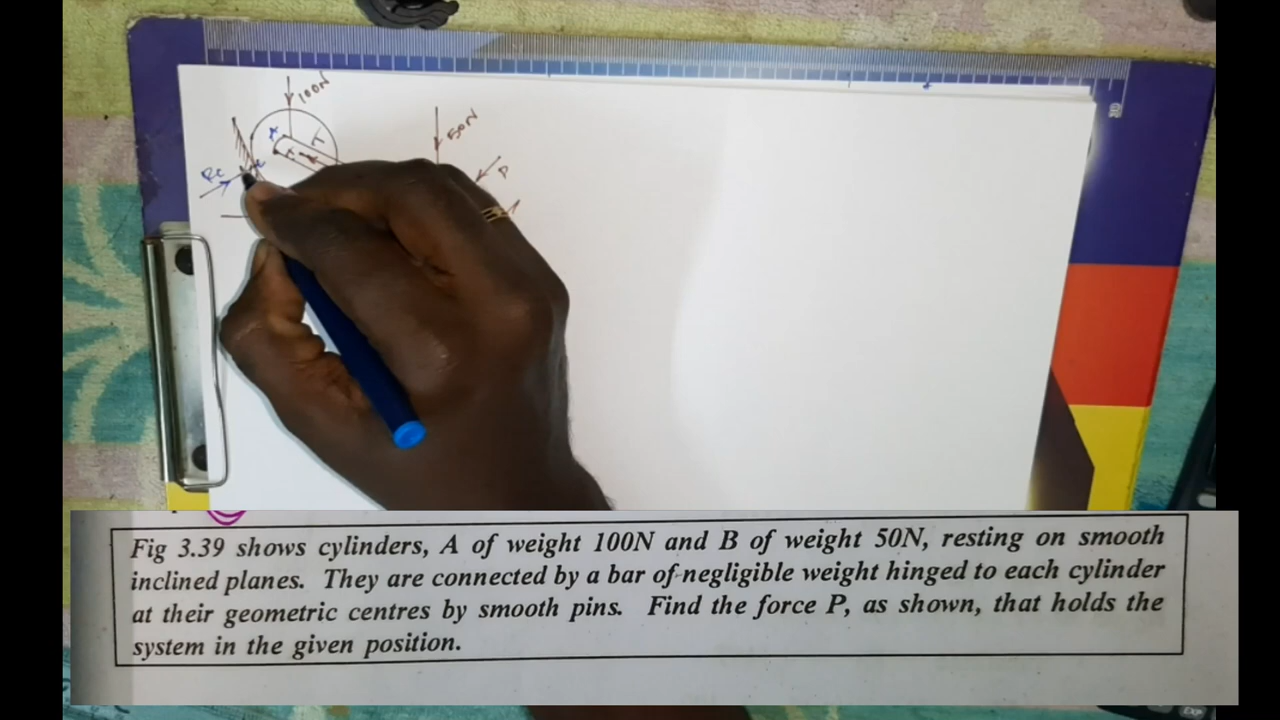 100N
A
T
50N
P
Rc
Fig 3.39 shows cylinders, A of weight 100N and B of weight 50N, resting on smooth
inclined planes. They are connected by a bar of negligible weight hinged to each cylinder
at their geometric centres by smooth pins. Find the force P, as shown, that holds the
system in the given position.
EXP